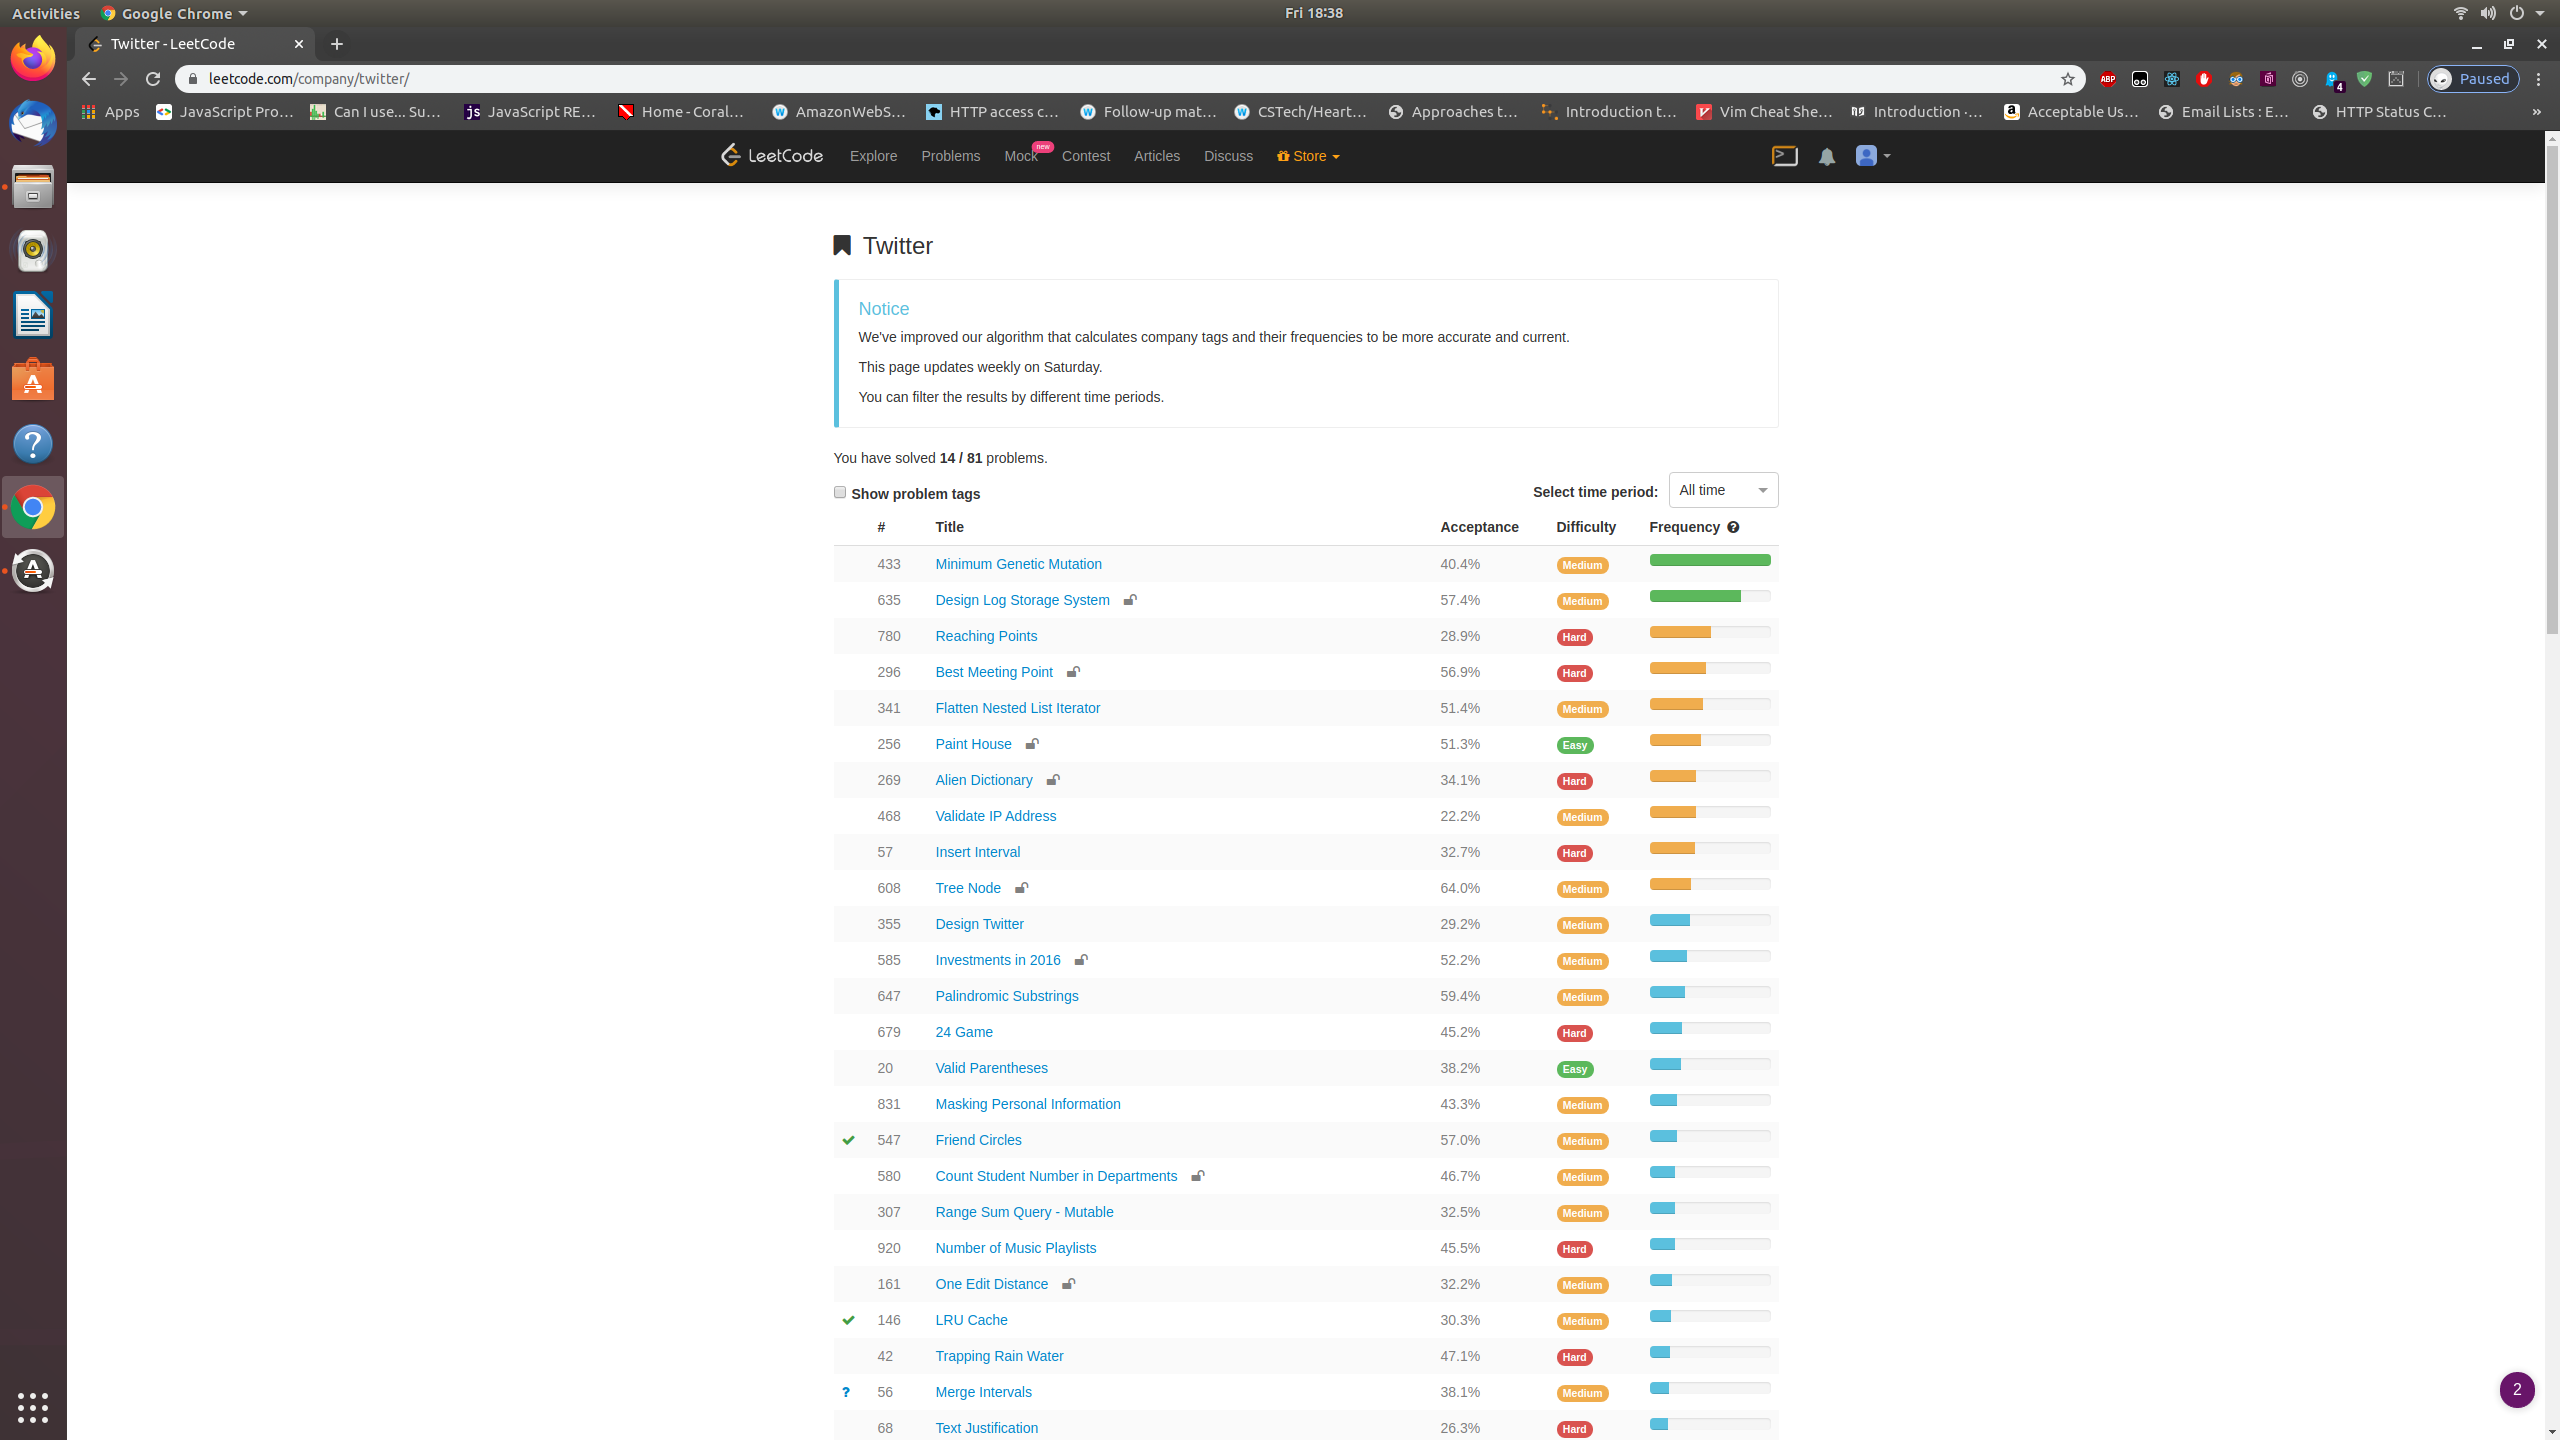 Activities Google Chrome Fri 18:38
Twitter - LeetCode
leetcode.com/company/twitter/ ABP 4 Paused
Apps JavaScript Pro… Can I use... Su… JavaScript RE… Home - Coral… AmazonWebS… HTTP access c… Follow-up mat… CSTech/Heart… Approaches t… Introduction t… Vim Cheat She… Introduction ·… Acceptable Us… Email Lists : E… HTTP Status C… »
LeetCode Explore Problems Mock new Contest Articles Discuss Store
Twitter
Notice
We've improved our algorithm that calculates company tags and their frequencies to be more accurate and current.
This page updates weekly on Saturday.
You can filter the results by different time periods.
You have solved 14 / 81 problems.
Show problem tags Select time period: All time
# Title Acceptance Difficulty Frequency ?
433 Minimum Genetic Mutation 40.4% Medium
635 Design Log Storage System 57.4% Medium
780 Reaching Points 28.9% Hard
296 Best Meeting Point 56.9% Hard
341 Flatten Nested List Iterator 51.4% Medium
256 Paint House 51.3% Easy
269 Alien Dictionary 34.1% Hard
468 Validate IP Address 22.2% Medium
57 Insert Interval 32.7% Hard
608 Tree Node 64.0% Medium
355 Design Twitter 29.2% Medium
585 Investments in 2016 52.2% Medium
647 Palindromic Substrings 59.4% Medium
679 24 Game 45.2% Hard
20 Valid Parentheses 38.2% Easy
831 Masking Personal Information 43.3% Medium
547 Friend Circles 57.0% Medium
580 Count Student Number in Departments 46.7% Medium
307 Range Sum Query - Mutable 32.5% Medium
920 Number of Music Playlists 45.5% Hard
161 One Edit Distance 32.2% Medium
146 LRU Cache 30.3% Medium
42 Trapping Rain Water 47.1% Hard
? 56 Merge Intervals 38.1% Medium
2
68 Text Justification 26.3% Hard